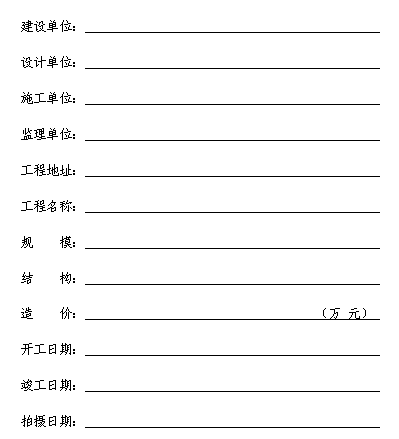 建设单位：
设计单位：
施工单位：
监理单位：
工程地址：
工程名称：
规　　模：
结　　构：
造　　价：（万 元）
开工日期：
竣工日期：
拍摄日期：